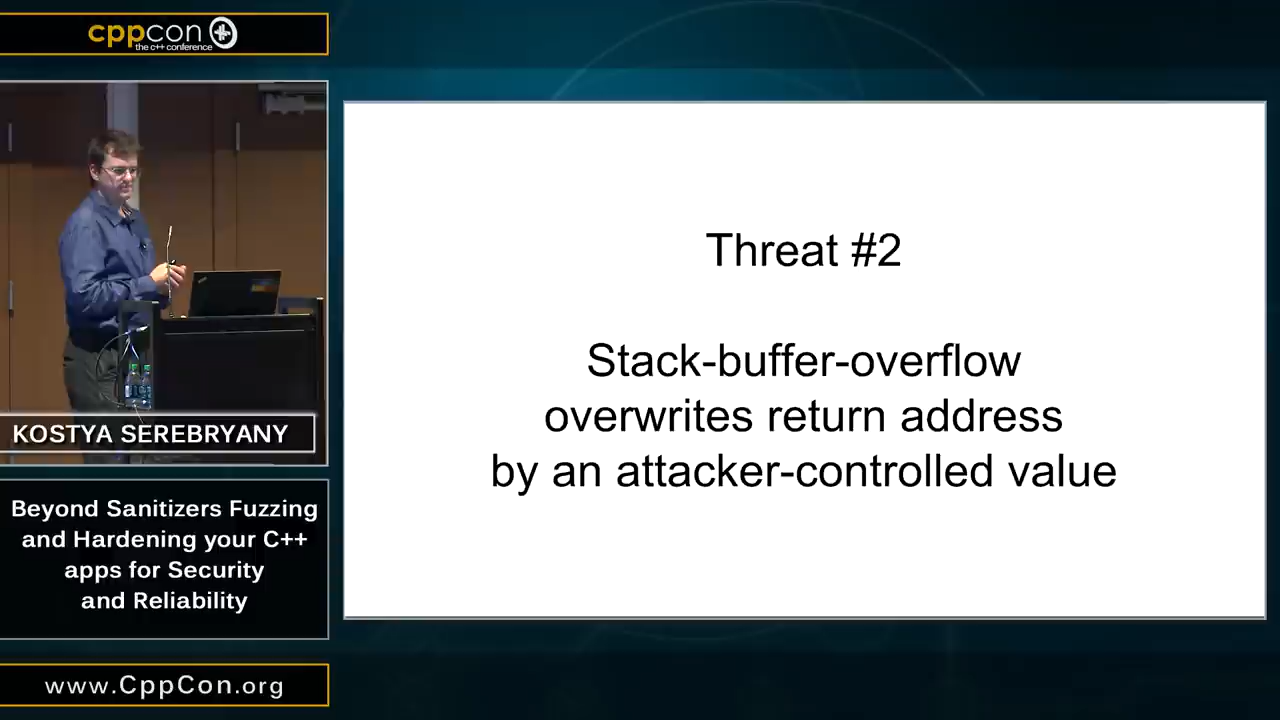 cppcon
the c++ conference
KOSTYA SEREBRYANY
Beyond Sanitizers Fuzzing
and Hardening your C++
apps for Security
and Reliability
www.CppCon.org
Threat #2
Stack-buffer-overflow
overwrites return address
by an attacker-controlled value